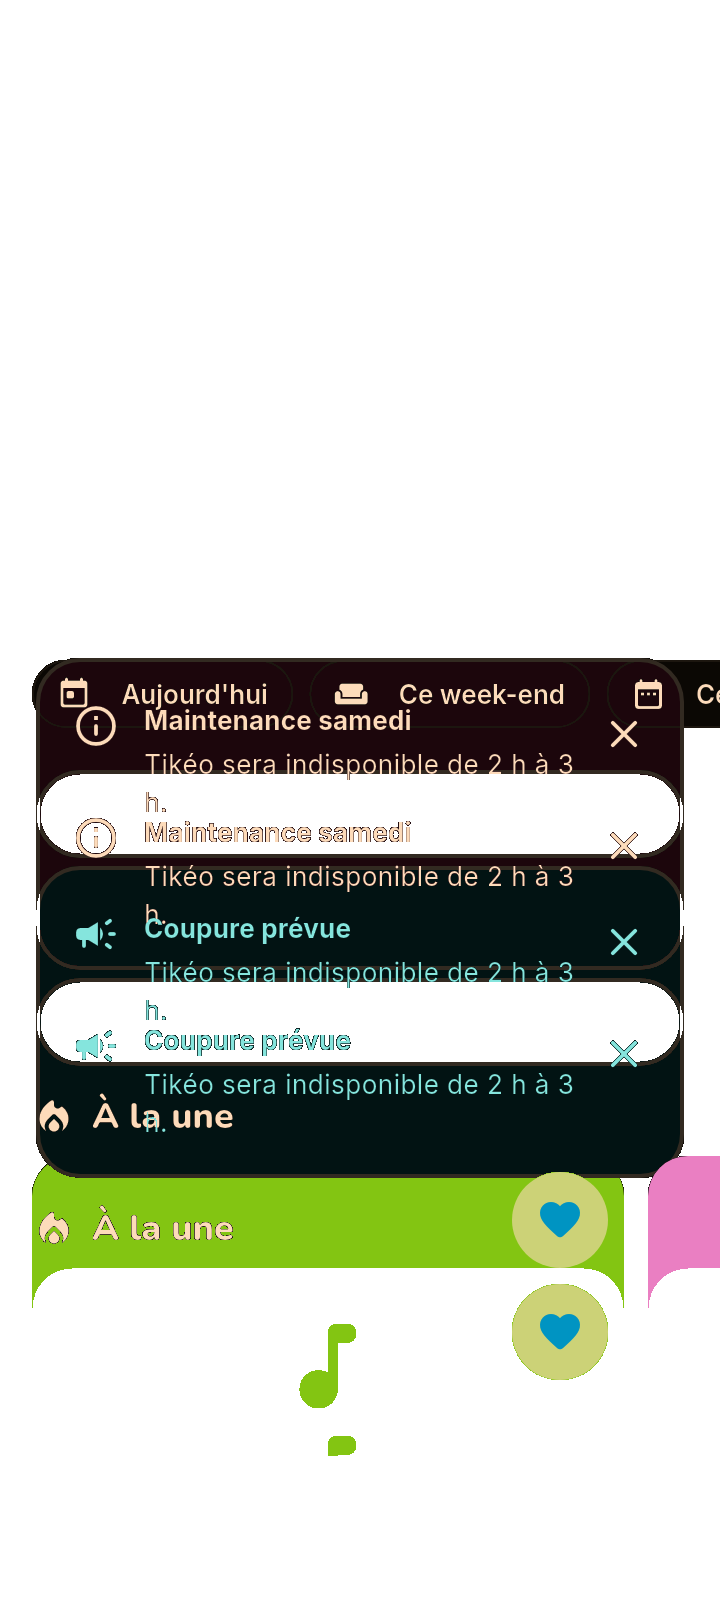 Aujourd'hui
Ce week-end
Ce
Maintenance samedi
Tikéo sera indisponible de 2 h à 3
h.
Maintenance samedi
Tikéo sera indisponible de 2 h à 3
h.
Coupure prévue
Tikéo sera indisponible de 2 h à 3
h.
Coupure prévue
Tikéo sera indisponible de 2 h à 3
h.
À la une
À la une